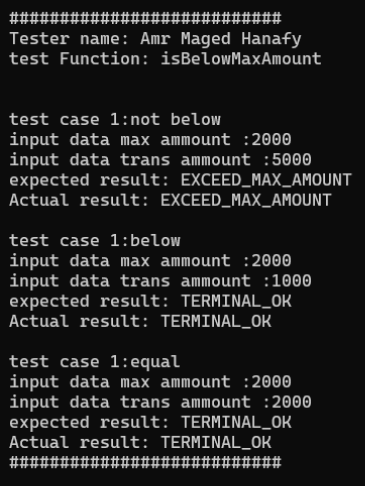 ###########################
Tester name: Amr Maged Hanafy
test Function: isBelowMaxAmount
test case 1:not below
input data max ammount :2000
input data trans ammount :5000
expected result: EXCEED_MAX_AMOUNT
Actual result: EXCEED_MAX_AMOUNT
test case 1:below
input data max ammount :2000
input data trans ammount :1000
expected result: TERMINAL_OK
Actual result: TERMINAL_OK
test case 1:equal
input data max ammount :2000
input data trans ammount :2000
expected result: TERMINAL_OK
Actual result: TERMINAL_OK
###########################